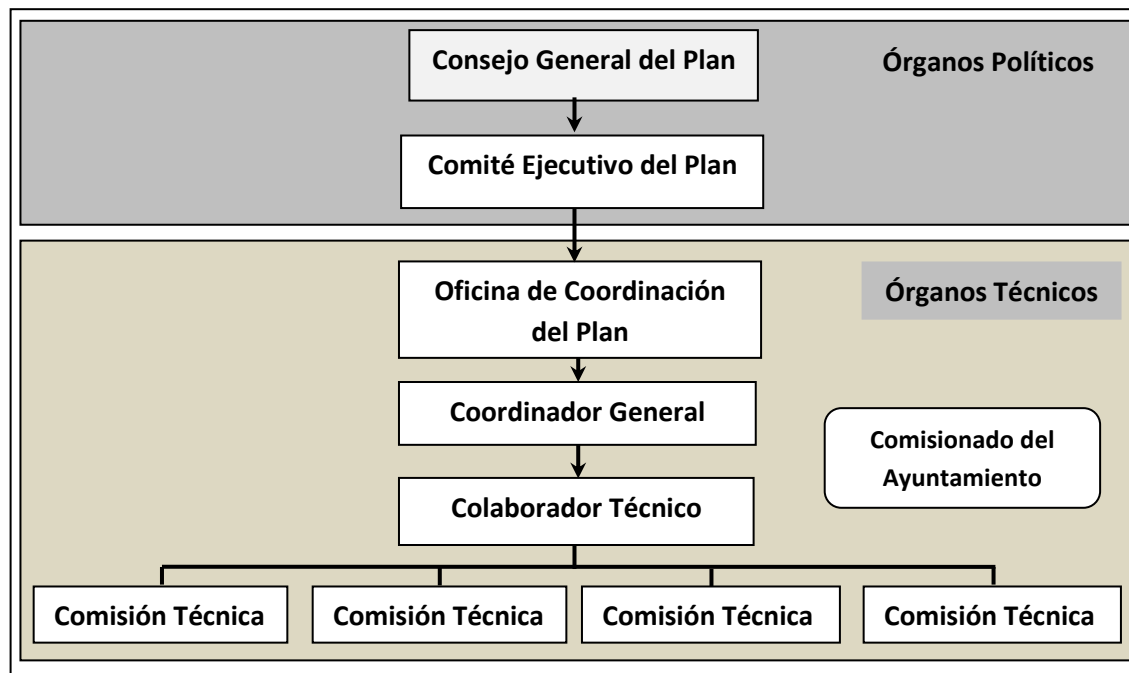 Consejo General del Plan
Órganos Políticos
Comité Ejecutivo del Plan
Oficina de Coordinación
del Plan
Órganos Técnicos
Coordinador General
Comisionado del
Ayuntamiento
Colaborador Técnico
Comisión Técnica
Comisión Técnica
Comisión Técnica
Comisión Técnica